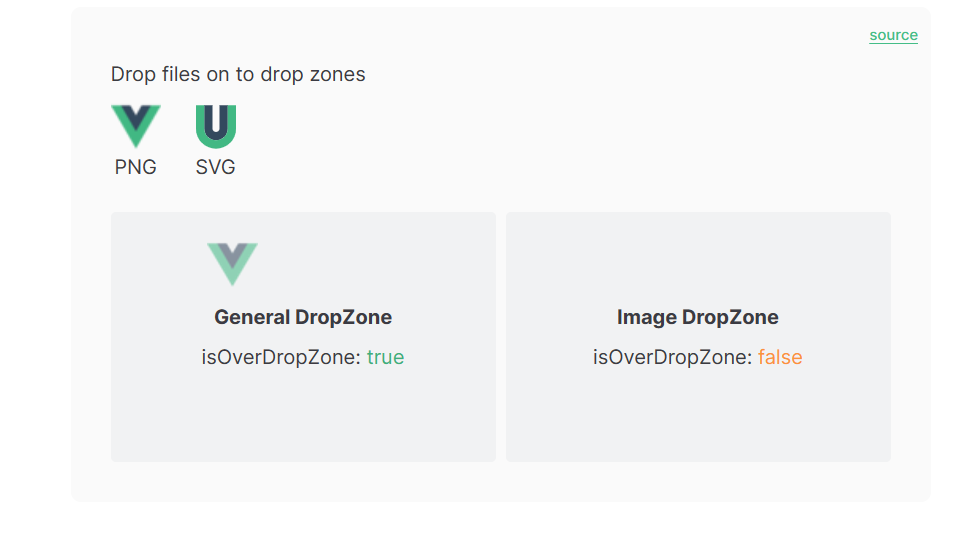 source
Drop files on to drop zones
PNG SVG
General DropZone
isOverDropZone: true
Image DropZone
isOverDropZone: false